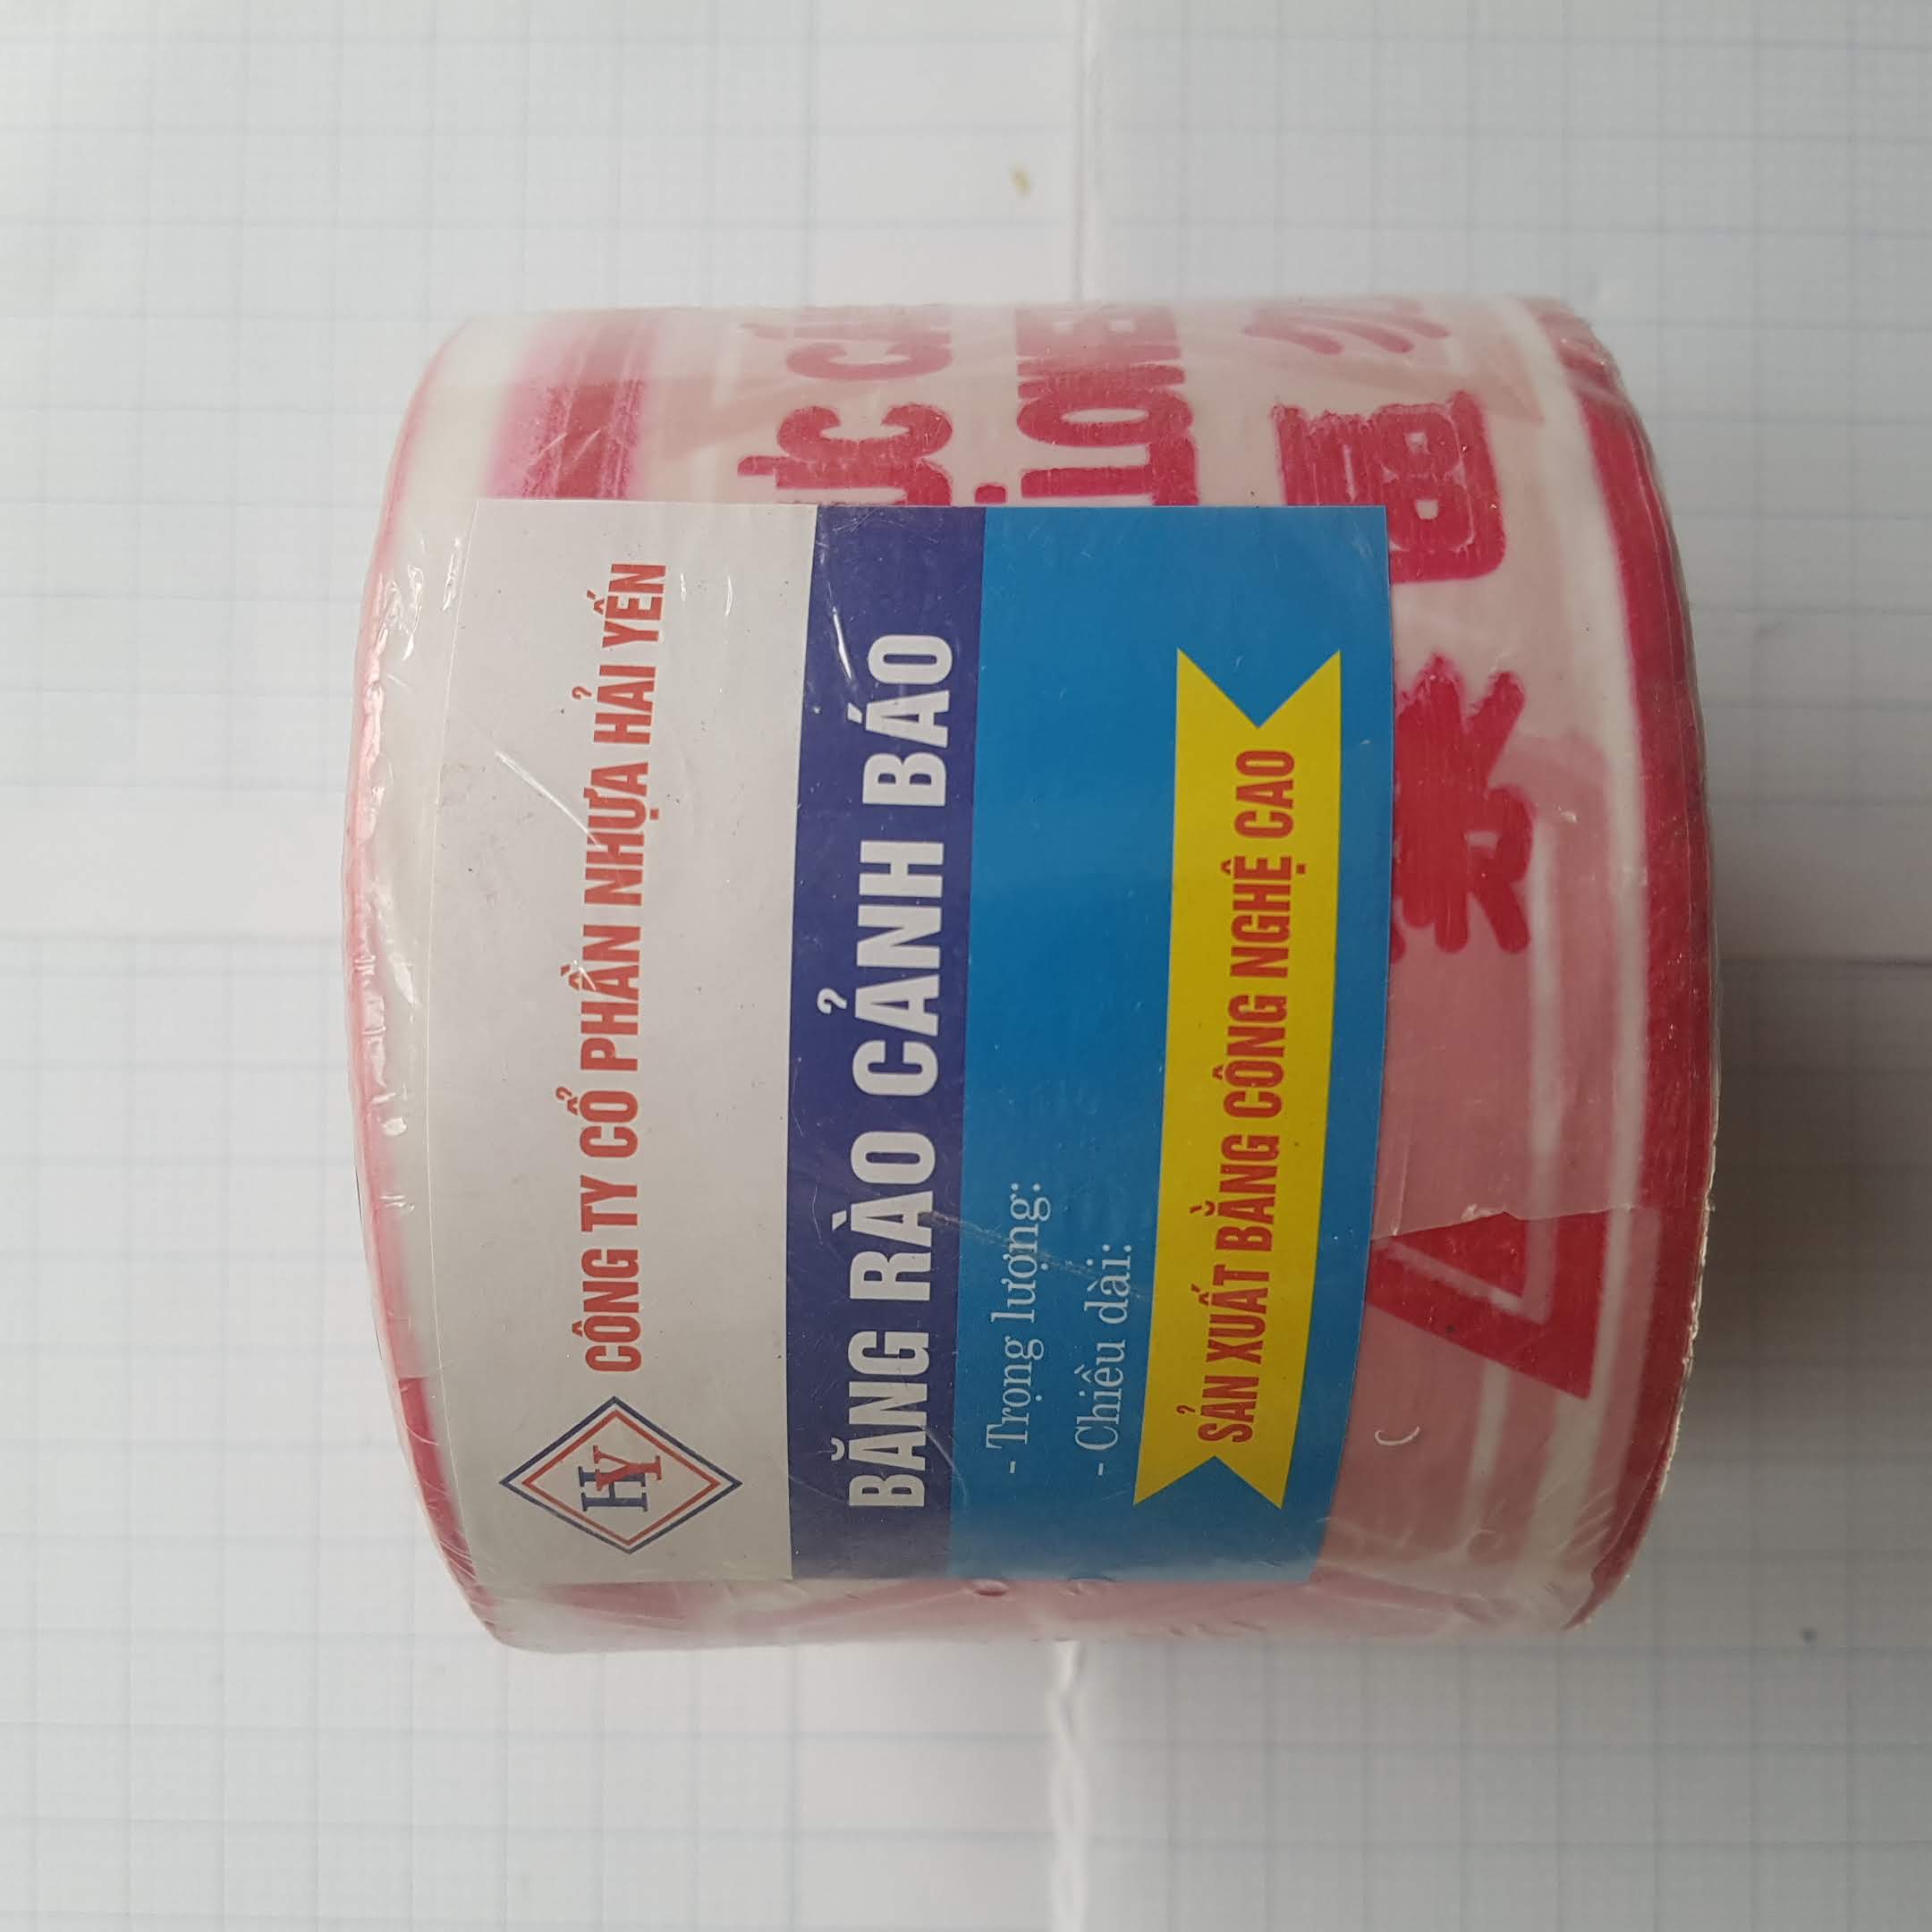 HY
CÔNG TY CỔ PHẦN NHỰA HẢI YẾN
BĂNG RÀO CẢNH BÁO
- Trọng lượng:
- Chiều dài:
SẢN XUẤT BẰNG CÔNG NGHỆ CAO